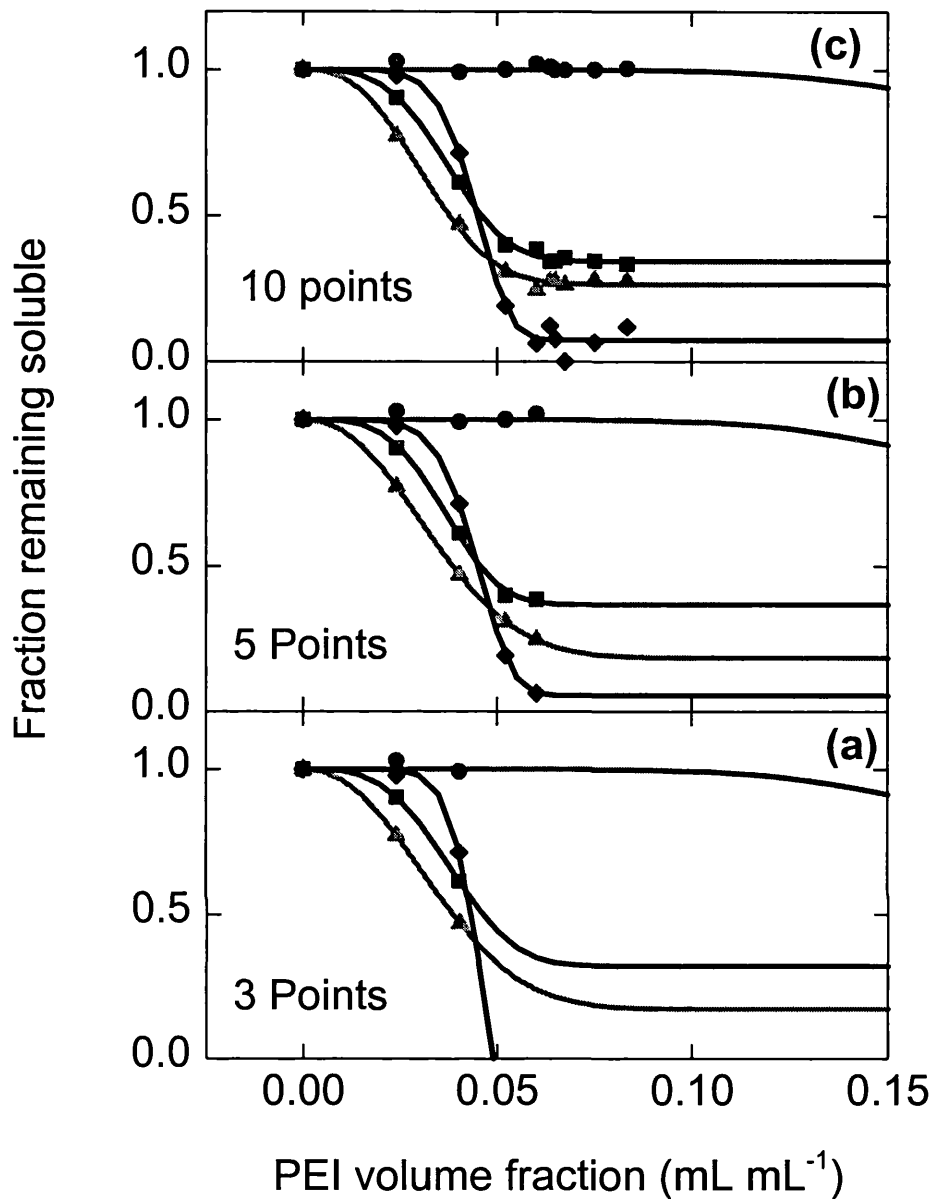 Fraction remaining soluble
(c)
1.0
0.5
10 points
0.0
(b)
1.0
0.5
5 Points
0.0
(a)
1.0
0.5
3 Points
0.0
0.00 0.05 0.10 0.15
PEI volume fraction (mL mL⁻¹)